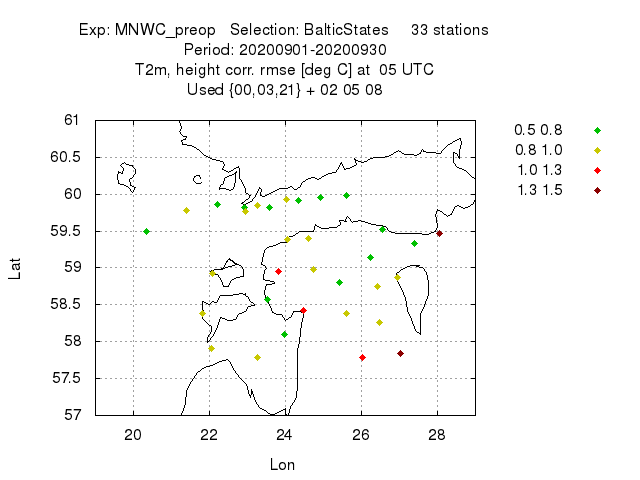 Exp: MNWC_preop   Selection: BalticStates     33 stations
Period: 20200901-20200930
T2m, height corr. rmse [deg C] at  05 UTC
Used {00,03,21} + 02 05 08
0.5 0.8
0.8 1.0
1.0 1.3
1.3 1.5
Lat
61
60.5
60
59.5
59
58.5
58
57.5
57
20 22 24 26 28
Lon